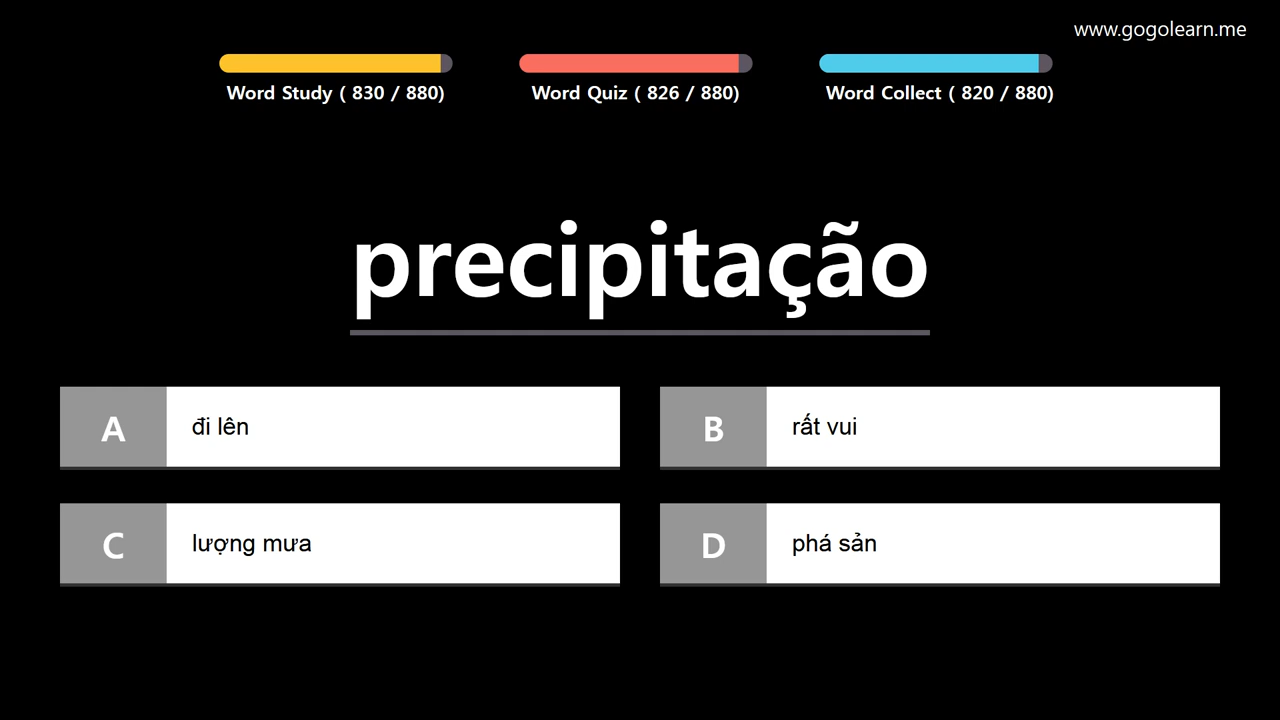 www.gogolearn.me
Word Study ( 830 / 880)
Word Quiz ( 826 / 880)
Word Collect ( 820 / 880)
precipitação
A đi lên
B rất vui
C lượng mưa
D phá sản